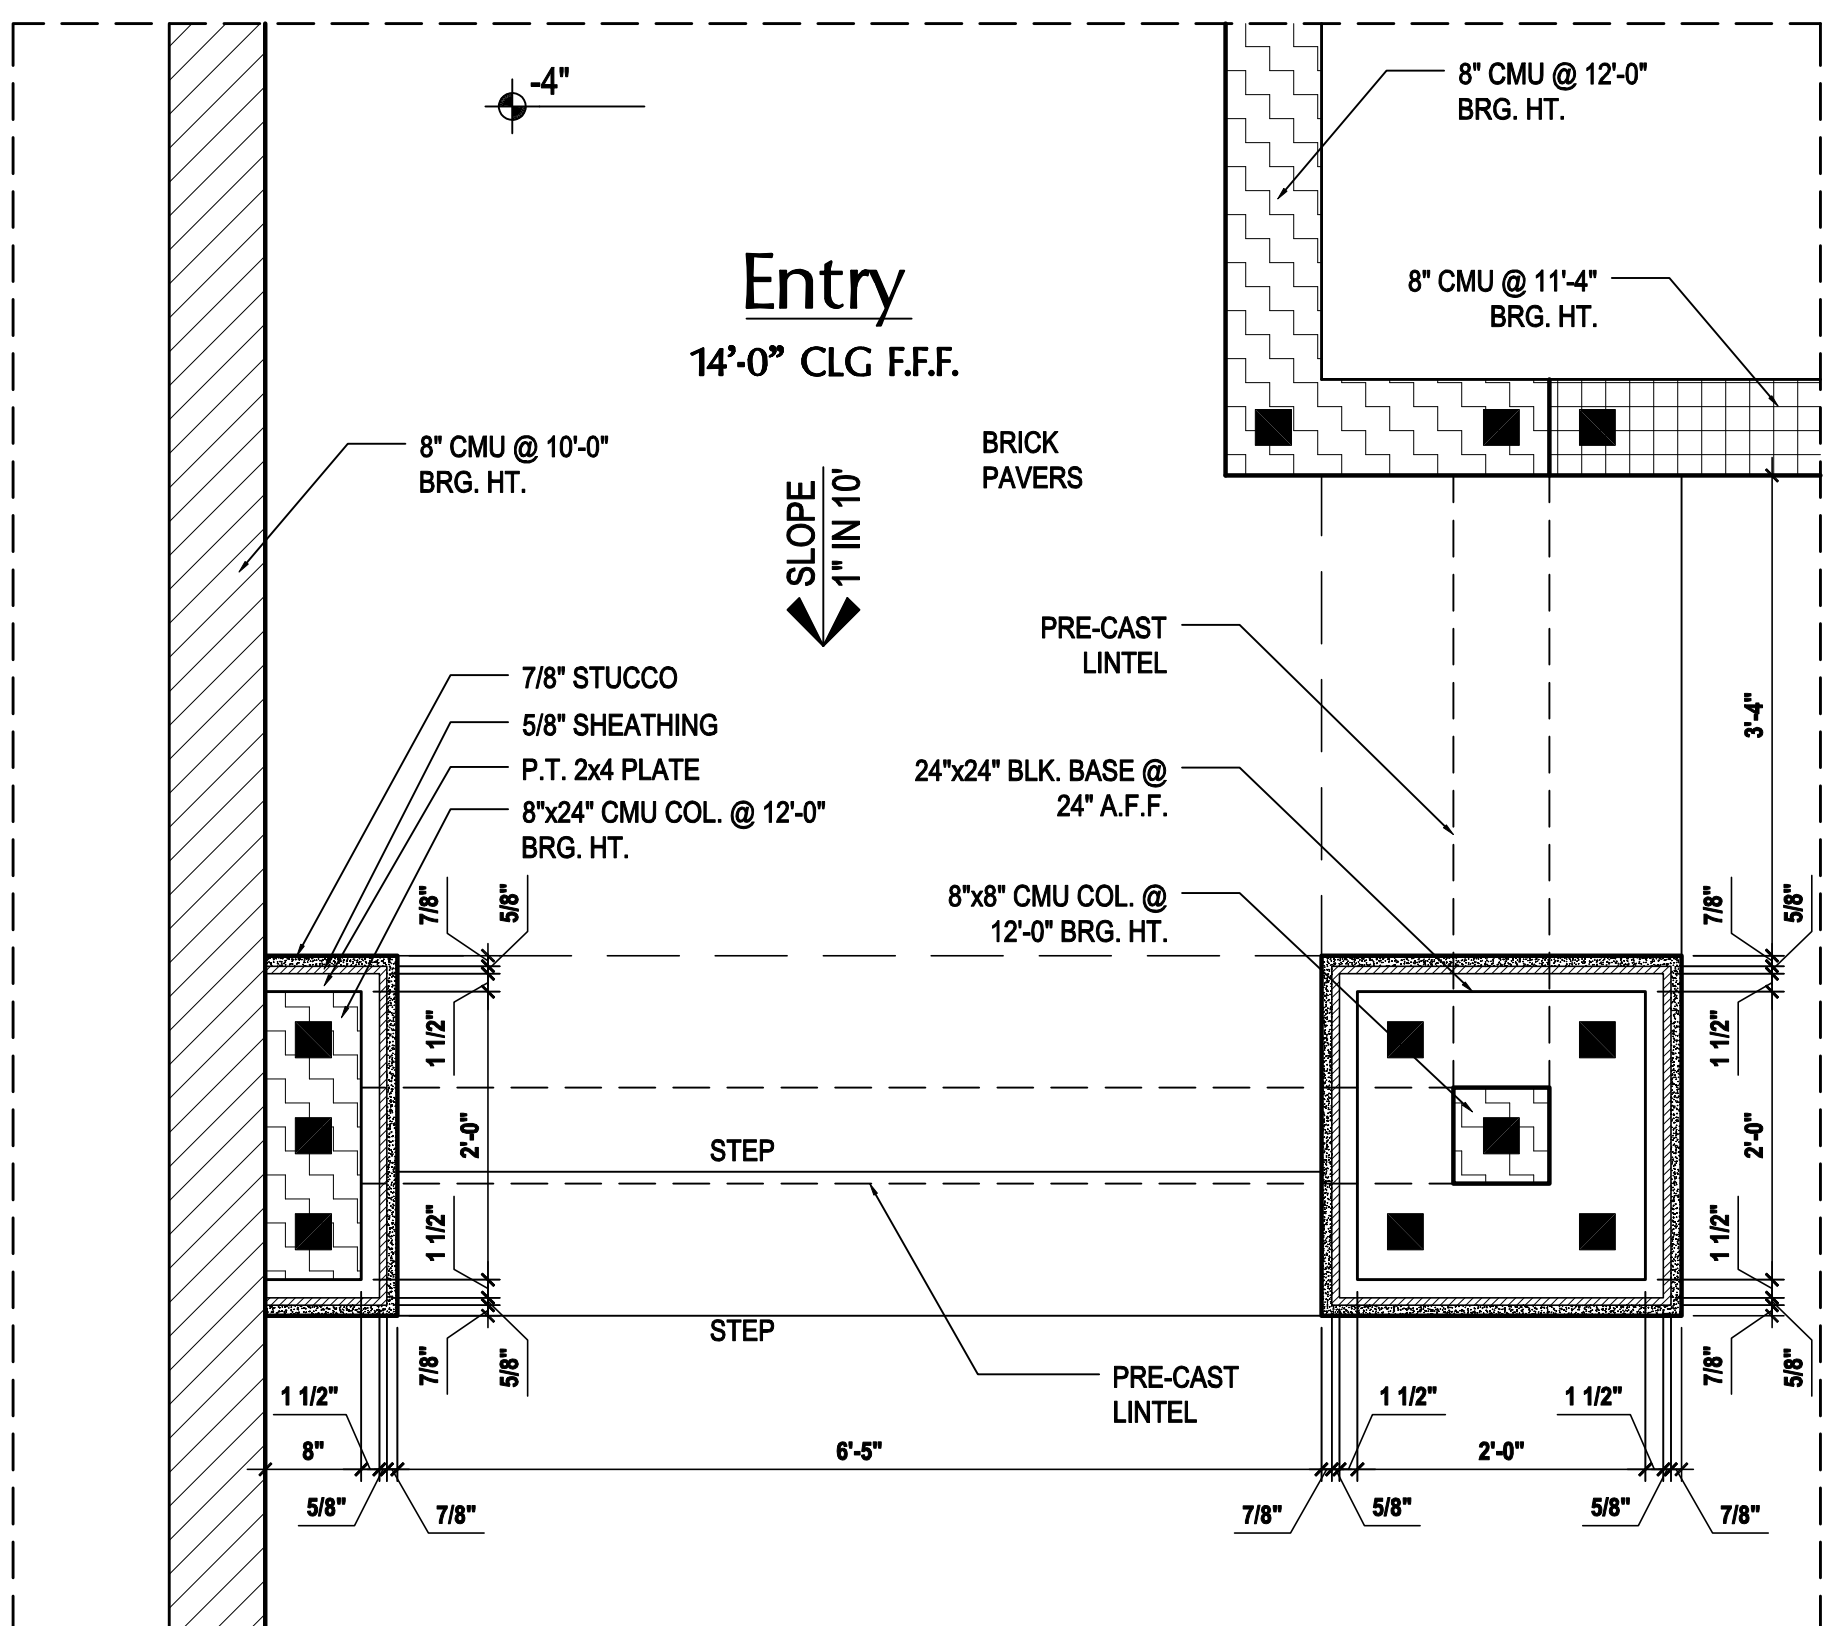 -4"
8" CMU @ 12'-0"
BRG. HT.
Entry
14'-0" CLG F.F.F.
8" CMU @ 11'-4"
BRG. HT.
8" CMU @ 10'-0"
BRG. HT.
BRICK
PAVERS
SLOPE
1" IN 10'
PRE-CAST
LINTEL
7/8" STUCCO
5/8" SHEATHING
P.T. 2x4 PLATE
8"x24" CMU COL. @ 12'-0"
BRG. HT.
24"x24" BLK. BASE @
24" A.F.F.
8"x8" CMU COL. @
12'-0" BRG. HT.
3'-4"
7/8"
5/8"
7/8"
5/8"
1 1/2"
1 1/2"
2'-0"
STEP
2'-0"
1 1/2"
1 1/2"
STEP
7/8"
5/8"
7/8"
5/8"
PRE-CAST
LINTEL
1 1/2"
1 1/2"
1 1/2"
8"
6'-5"
2'-0"
5/8"
7/8"
7/8"
5/8"
5/8"
7/8"